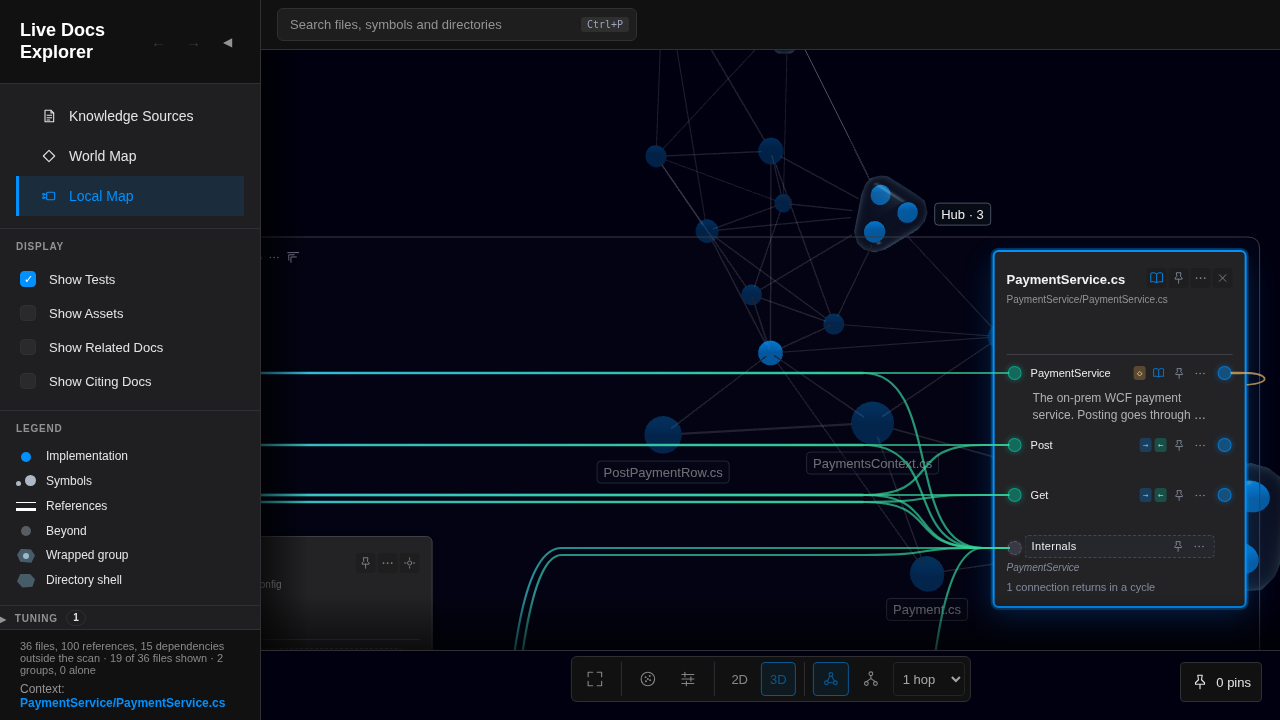 Live Docs
Explorer
Search files, symbols and directories
Ctrl+P
Knowledge Sources
World Map
Local Map
DISPLAY
Show Tests
Show Assets
Show Related Docs
Show Citing Docs
LEGEND
Implementation
Symbols
References
Beyond
Wrapped group
Directory shell
TUNING 1
36 files, 100 references, 15 dependencies
outside the scan · 19 of 36 files shown · 2
groups, 0 alone
Context:
PaymentService/PaymentService.cs
Hub · 3
PostPaymentRow.cs
PaymentsContext.cs
Payment.cs
onfig
PaymentService.cs
PaymentService/PaymentService.cs
PaymentService
The on-prem WCF payment
service. Posting goes through …
Post
Get
Internals
PaymentService
1 connection returns in a cycle
2D
3D
1 hop
0 pins